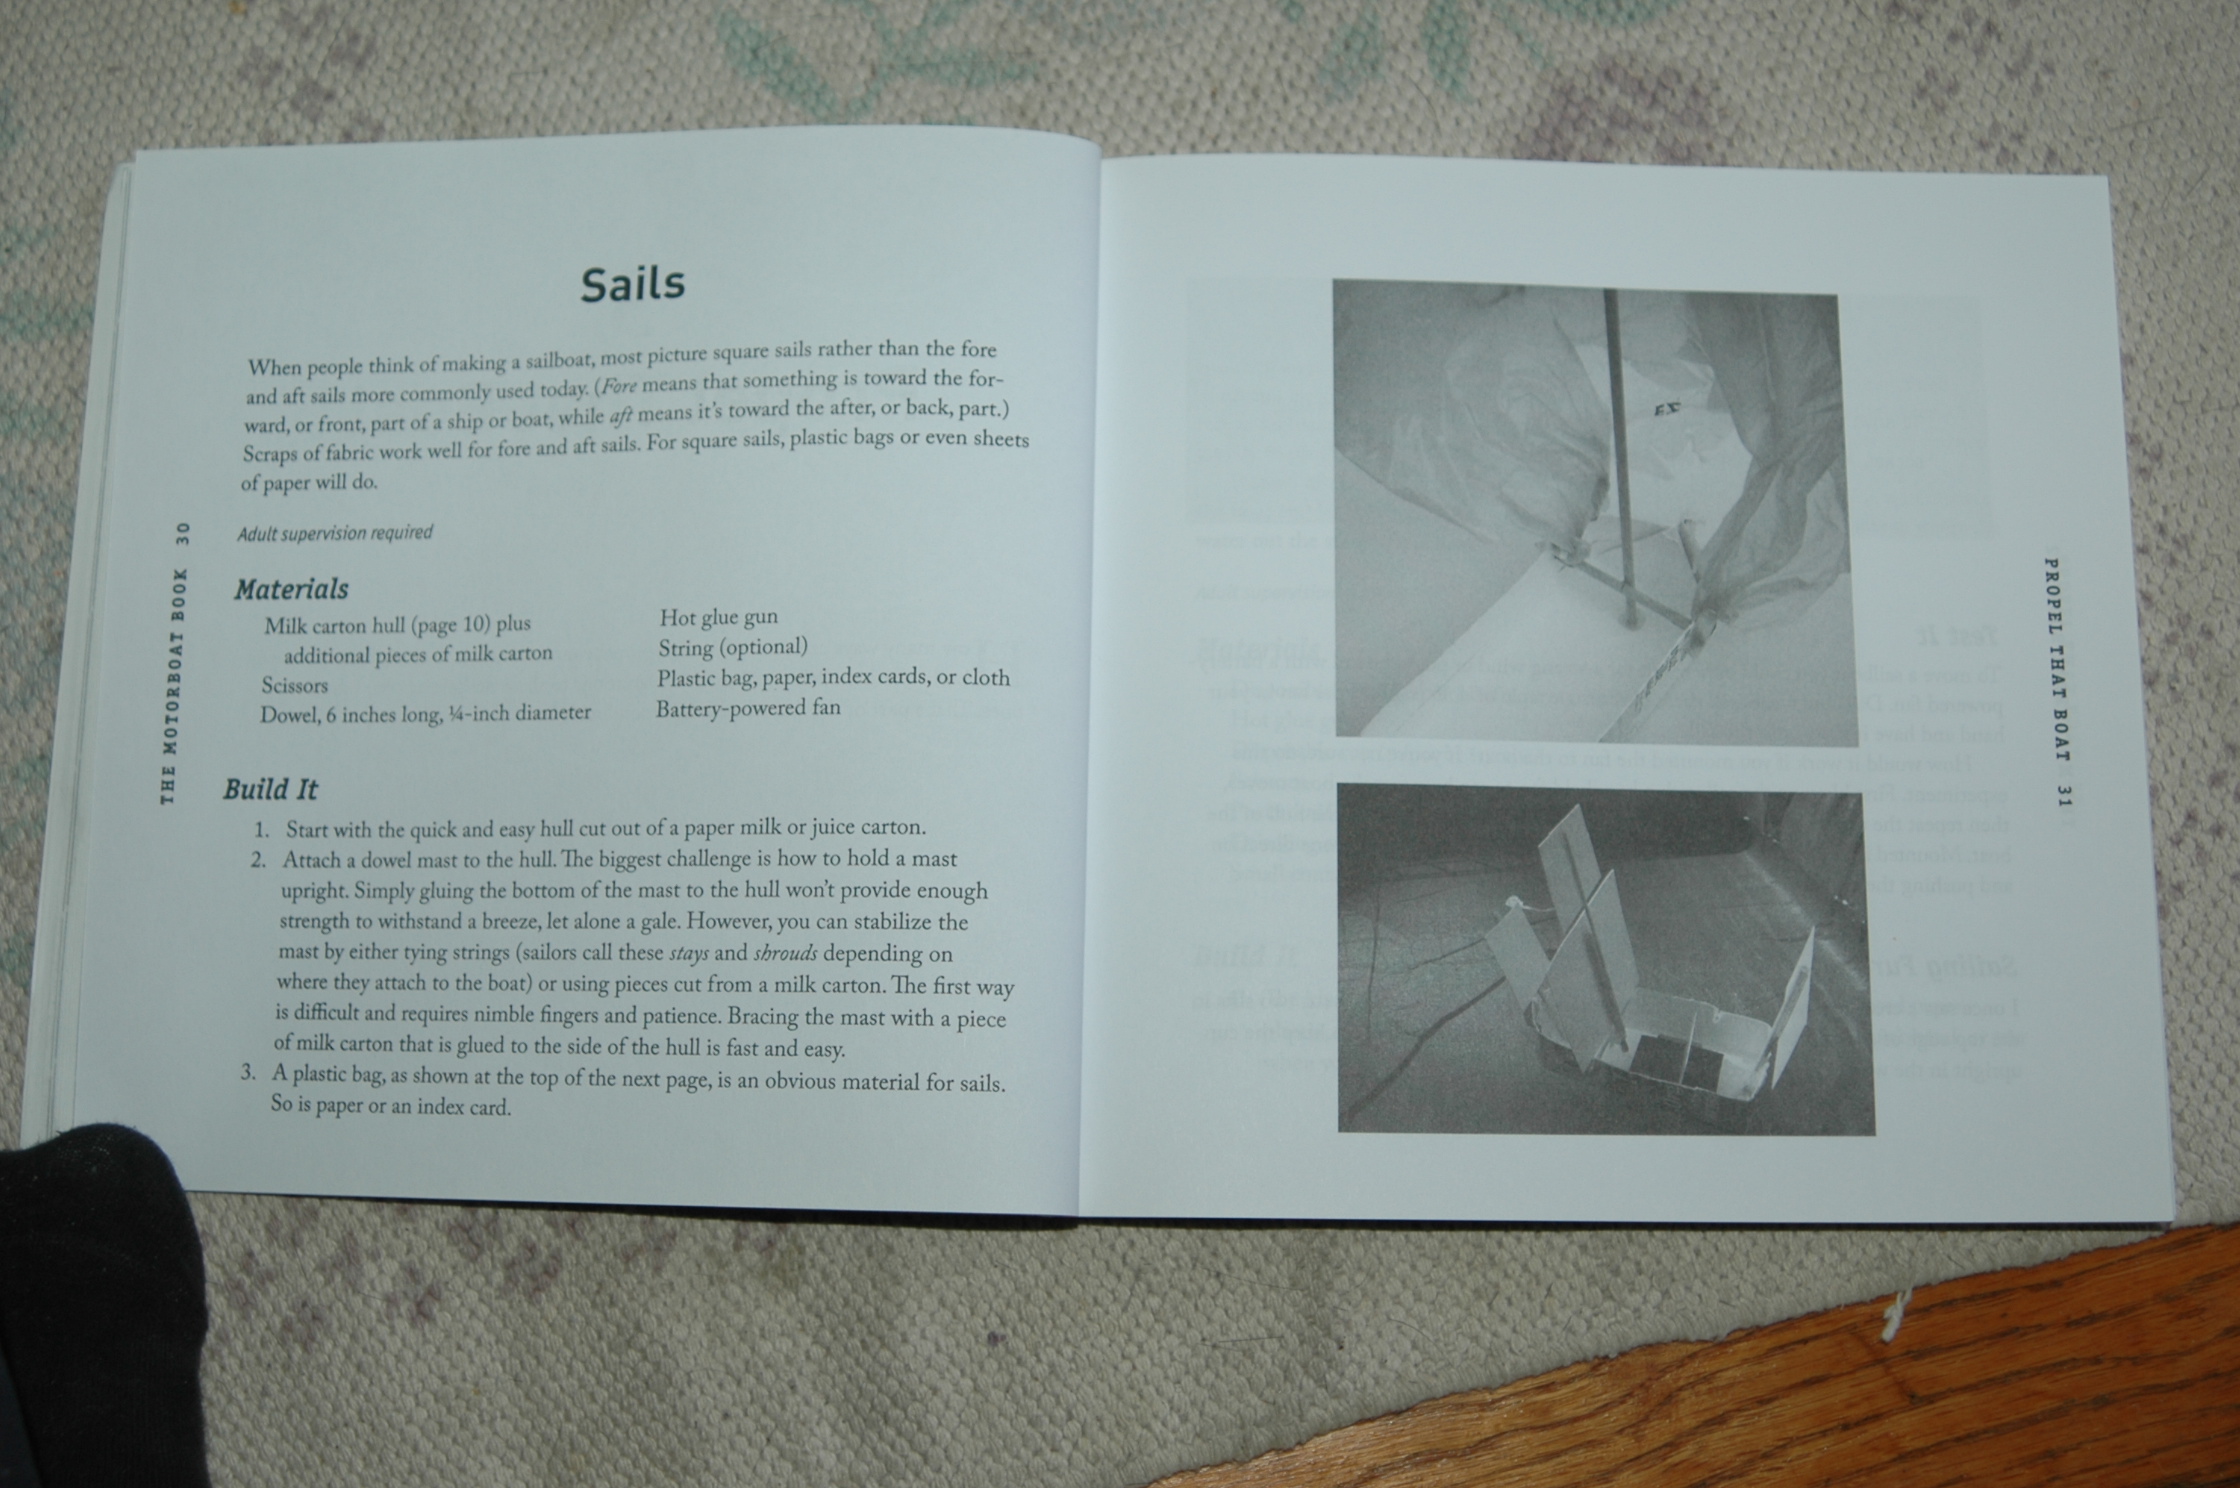 Sails
When people think of making a sailboat, most picture square sails rather than the fore
and aft sails more commonly used today. (Fore means that something is toward the for-
ward, or front, part of a ship or boat, while aft means it's toward the after, or back, part.)
Scraps of fabric work well for fore and aft sails. For square sails, plastic bags or even sheets
of paper will do.
Adult supervision required
Materials
Milk carton hull (page 10) plus
additional pieces of milk carton
Scissors
Dowel, 6 inches long, ¼-inch diameter
Hot glue gun
String (optional)
Plastic bag, paper, index cards, or cloth
Battery-powered fan
Build It
1. Start with the quick and easy hull cut out of a paper milk or juice carton.
2. Attach a dowel mast to the hull. The biggest challenge is how to hold a mast
upright. Simply gluing the bottom of the mast to the hull won't provide enough
strength to withstand a breeze, let alone a gale. However, you can stabilize the
mast by either tying strings (sailors call these stays and shrouds depending on
where they attach to the boat) or using pieces cut from a milk carton. The first way
is difficult and requires nimble fingers and patience. Bracing the mast with a piece
of milk carton that is glued to the side of the hull is fast and easy.
3. A plastic bag, as shown at the top of the next page, is an obvious material for sails.
So is paper or an index card.
THE MOTORBOAT BOOK 30
PROPEL THAT BOAT 31